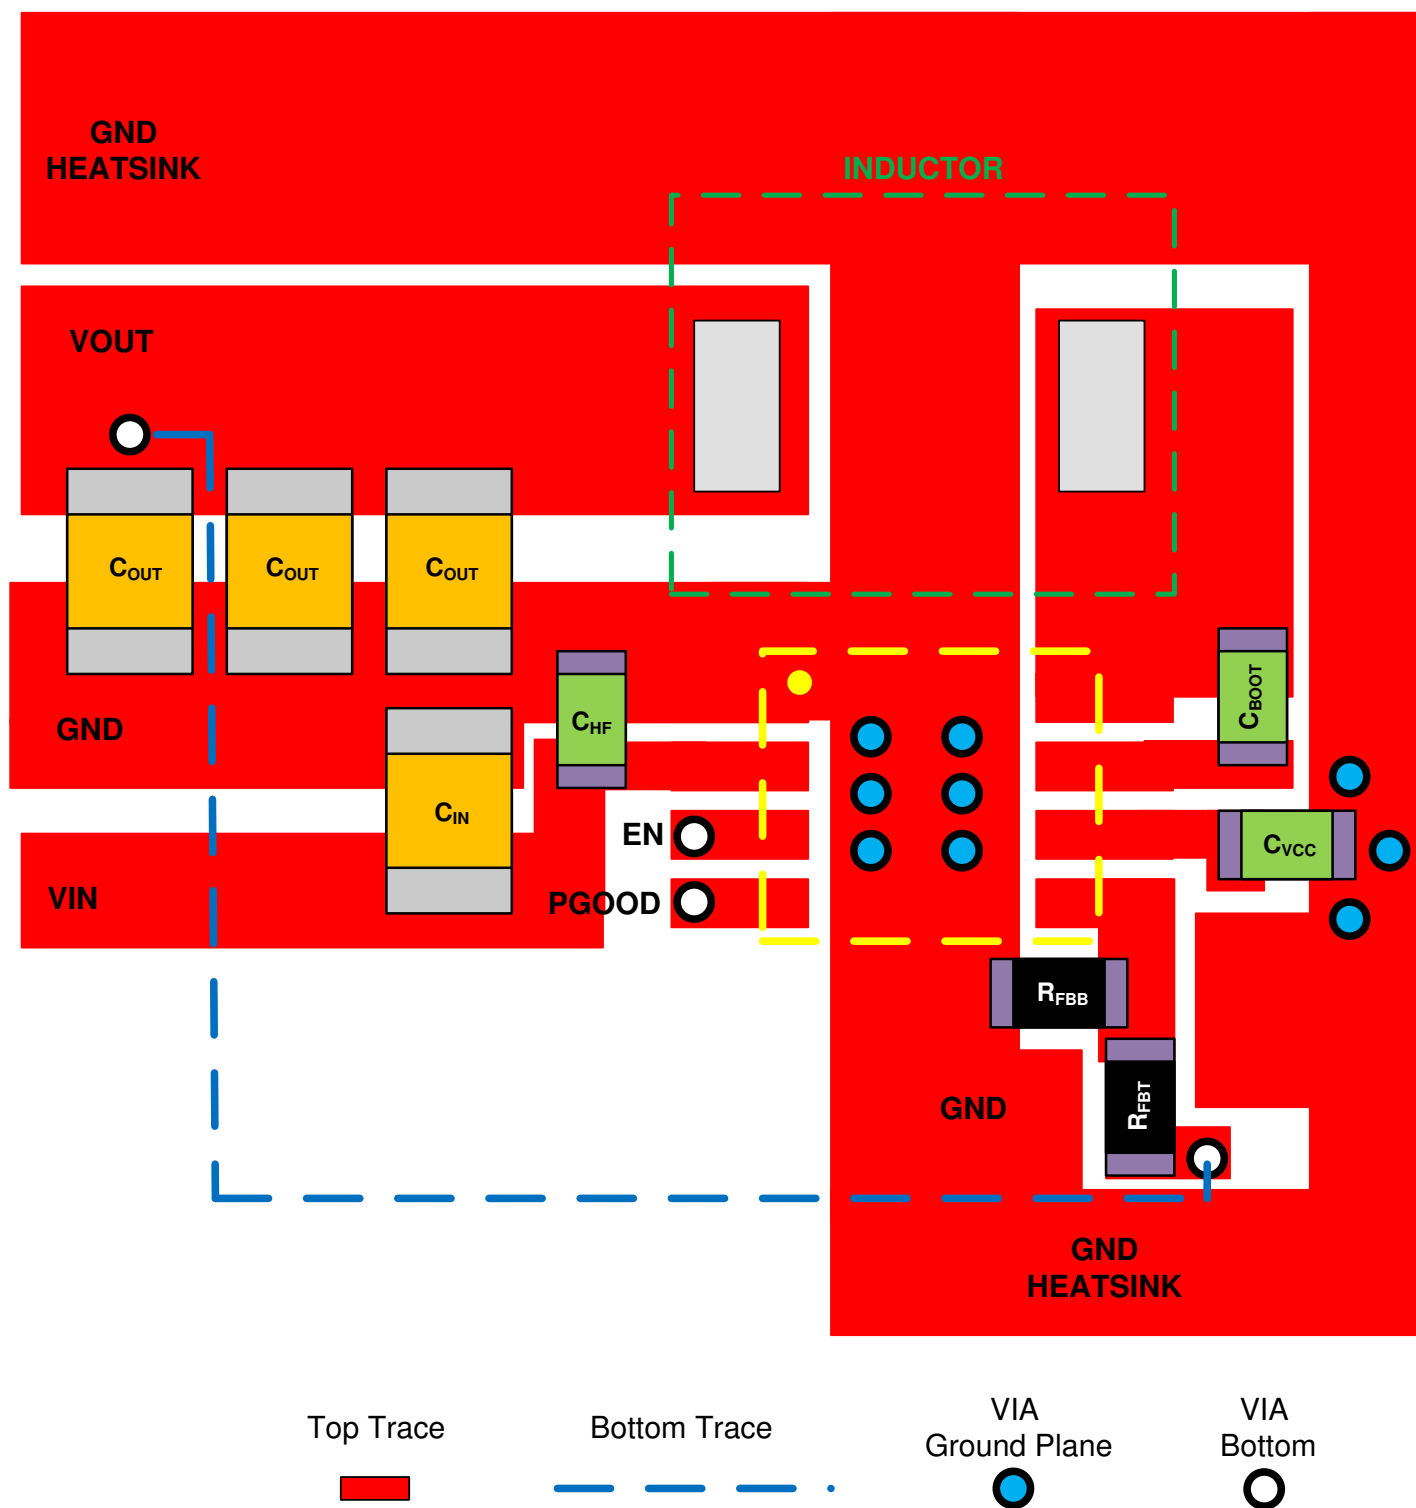 GND
HEATSINK
INDUCTOR
VOUT
COUT
COUT
COUT
CBOOT
CHF
GND
CIN
EN
CVCC
VIN
PGOOD
RFBB
GND
RFBT
GND
HEATSINK
Top Trace
Bottom Trace
VIA
Ground Plane
VIA
Bottom